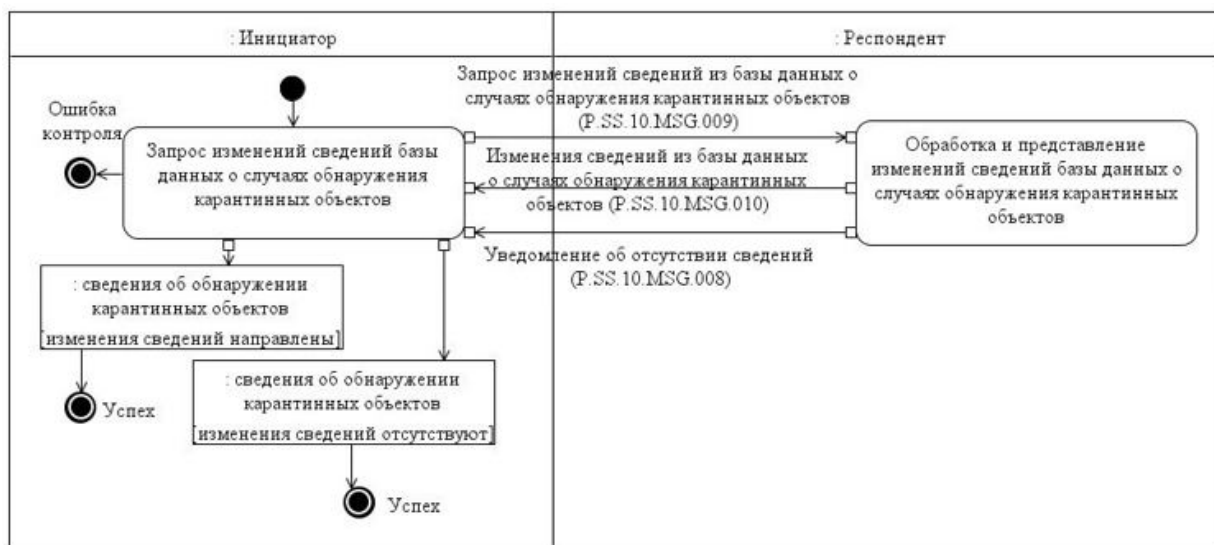 : Инициатор
: Респондент
Ошибка
контроля
Запрос изменений сведений базы
данных о случаях обнаружения
карантинных объектов
Запрос изменений сведений из базы данных о
случаях обнаружения карантинных объектов
(P.SS.10.MSG.009)
Изменения сведений из базы данных
о случаях обнаружения карантинных
объектов (P.SS.10.MSG.010)
Уведомление об отсутствии сведений
(P.SS.10.MSG.008)
Обработка и представление
изменений сведений базы данных о
случаях обнаружения карантинных
объектов
: сведения об обнаружении
карантинных объектов
[изменения сведений направлены]
Успех
: сведения об обнаружении
карантинных объектов
[изменения сведений отсутствуют]
Успех